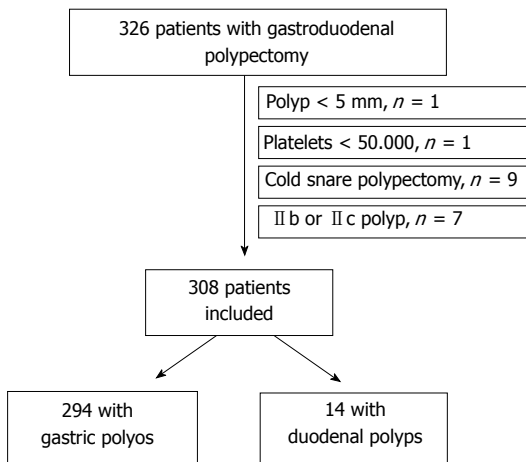 326 patients with gastroduodenal
polypectomy
Polyp < 5 mm, n = 1
Platelets < 50.000, n = 1
Cold snare polypectomy, n = 9
Ⅱb or Ⅱc polyp, n = 7
308 patients
included
294 with
gastric polyos
14 with
duodenal polyps